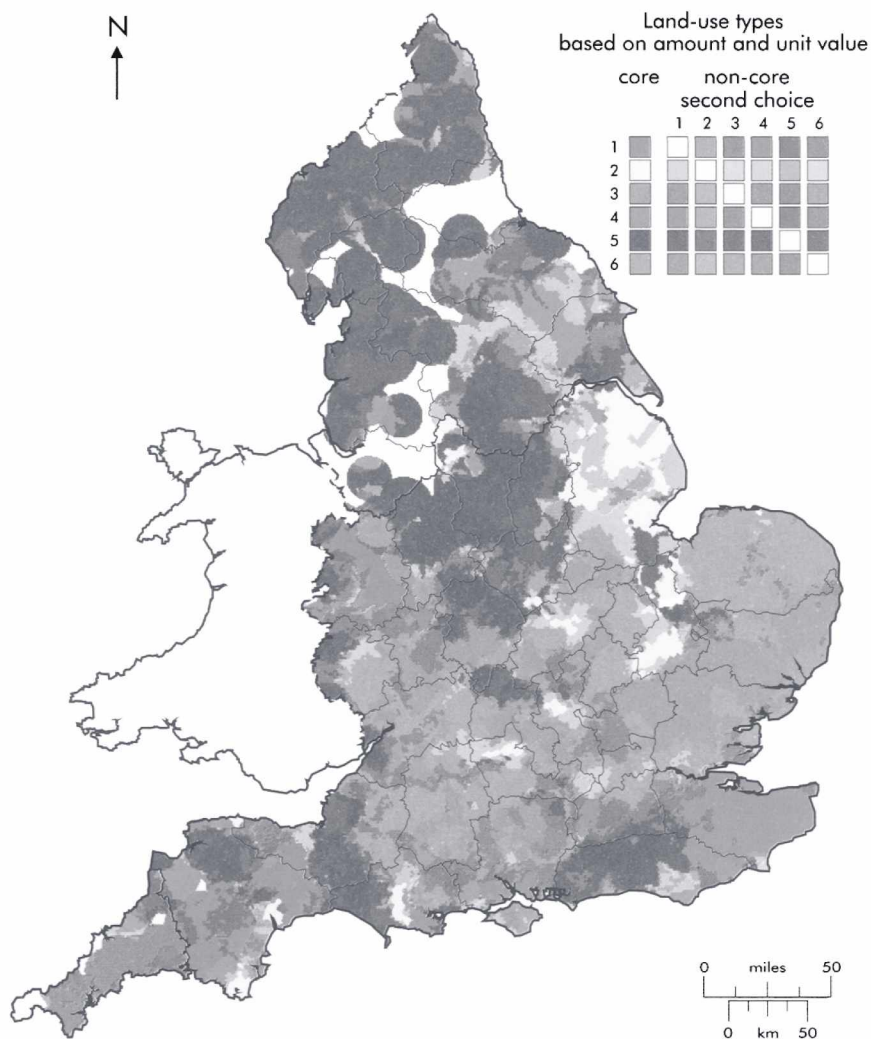 N
Land-use types
based on amount and unit value
core non-core
second choice
1 2 3 4 5 6
1
2
3
4
5
6
0 miles 50
0 km 50